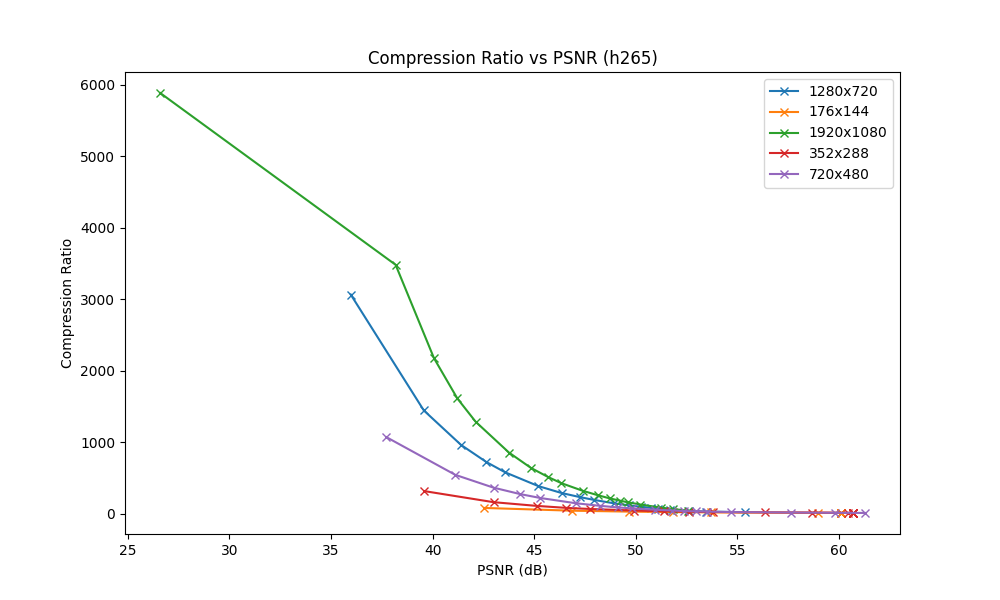 Compression Ratio vs PSNR (h265)
6000
5000
4000
3000
2000
1000
0
Compression Ratio
25 30 35 40 45 50 55 60
PSNR (dB)
1280x720
176x144
1920x1080
352x288
720x480